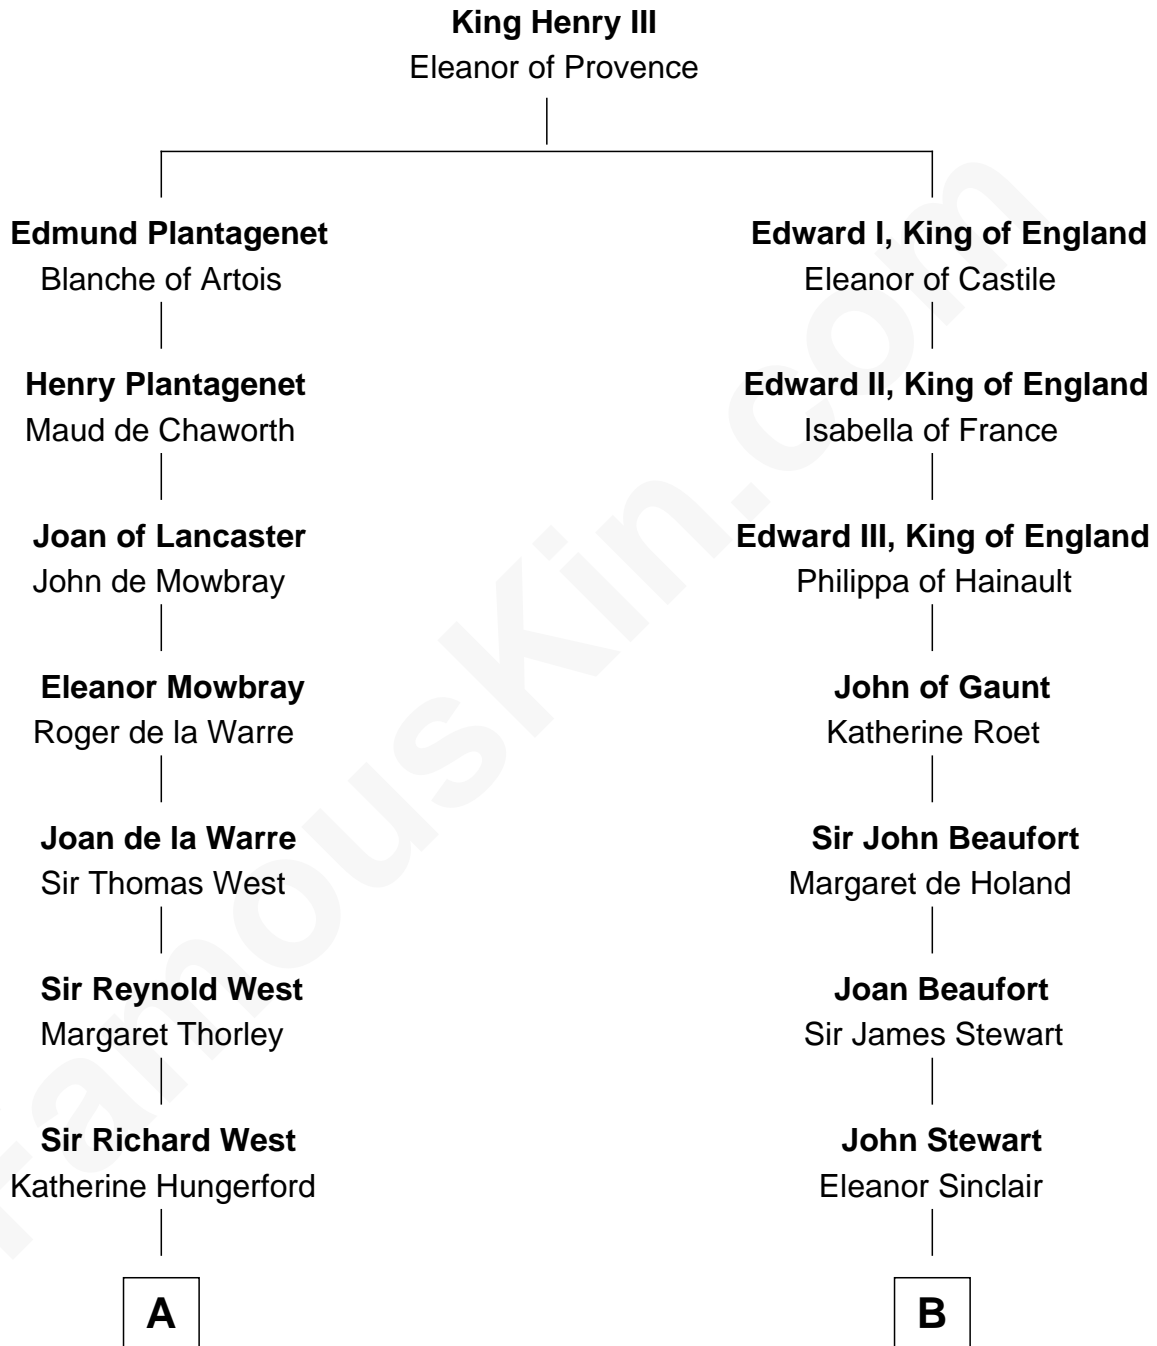 King Henry III
Eleanor of Provence
Edmund Plantagenet
Blanche of Artois
Henry Plantagenet
Maud de Chaworth
Joan of Lancaster
John de Mowbray
Eleanor Mowbray
Roger de la Warre
Joan de la Warre
Sir Thomas West
Sir Reynold West
Margaret Thorley
Sir Richard West
Katherine Hungerford
A
Edward I, King of England
Eleanor of Castile
Edward II, King of England
Isabella of France
Edward III, King of England
Philippa of Hainault
John of Gaunt
Katherine Roet
Sir John Beaufort
Margaret de Holand
Joan Beaufort
Sir James Stewart
John Stewart
Eleanor Sinclair
B
FamousKin.com